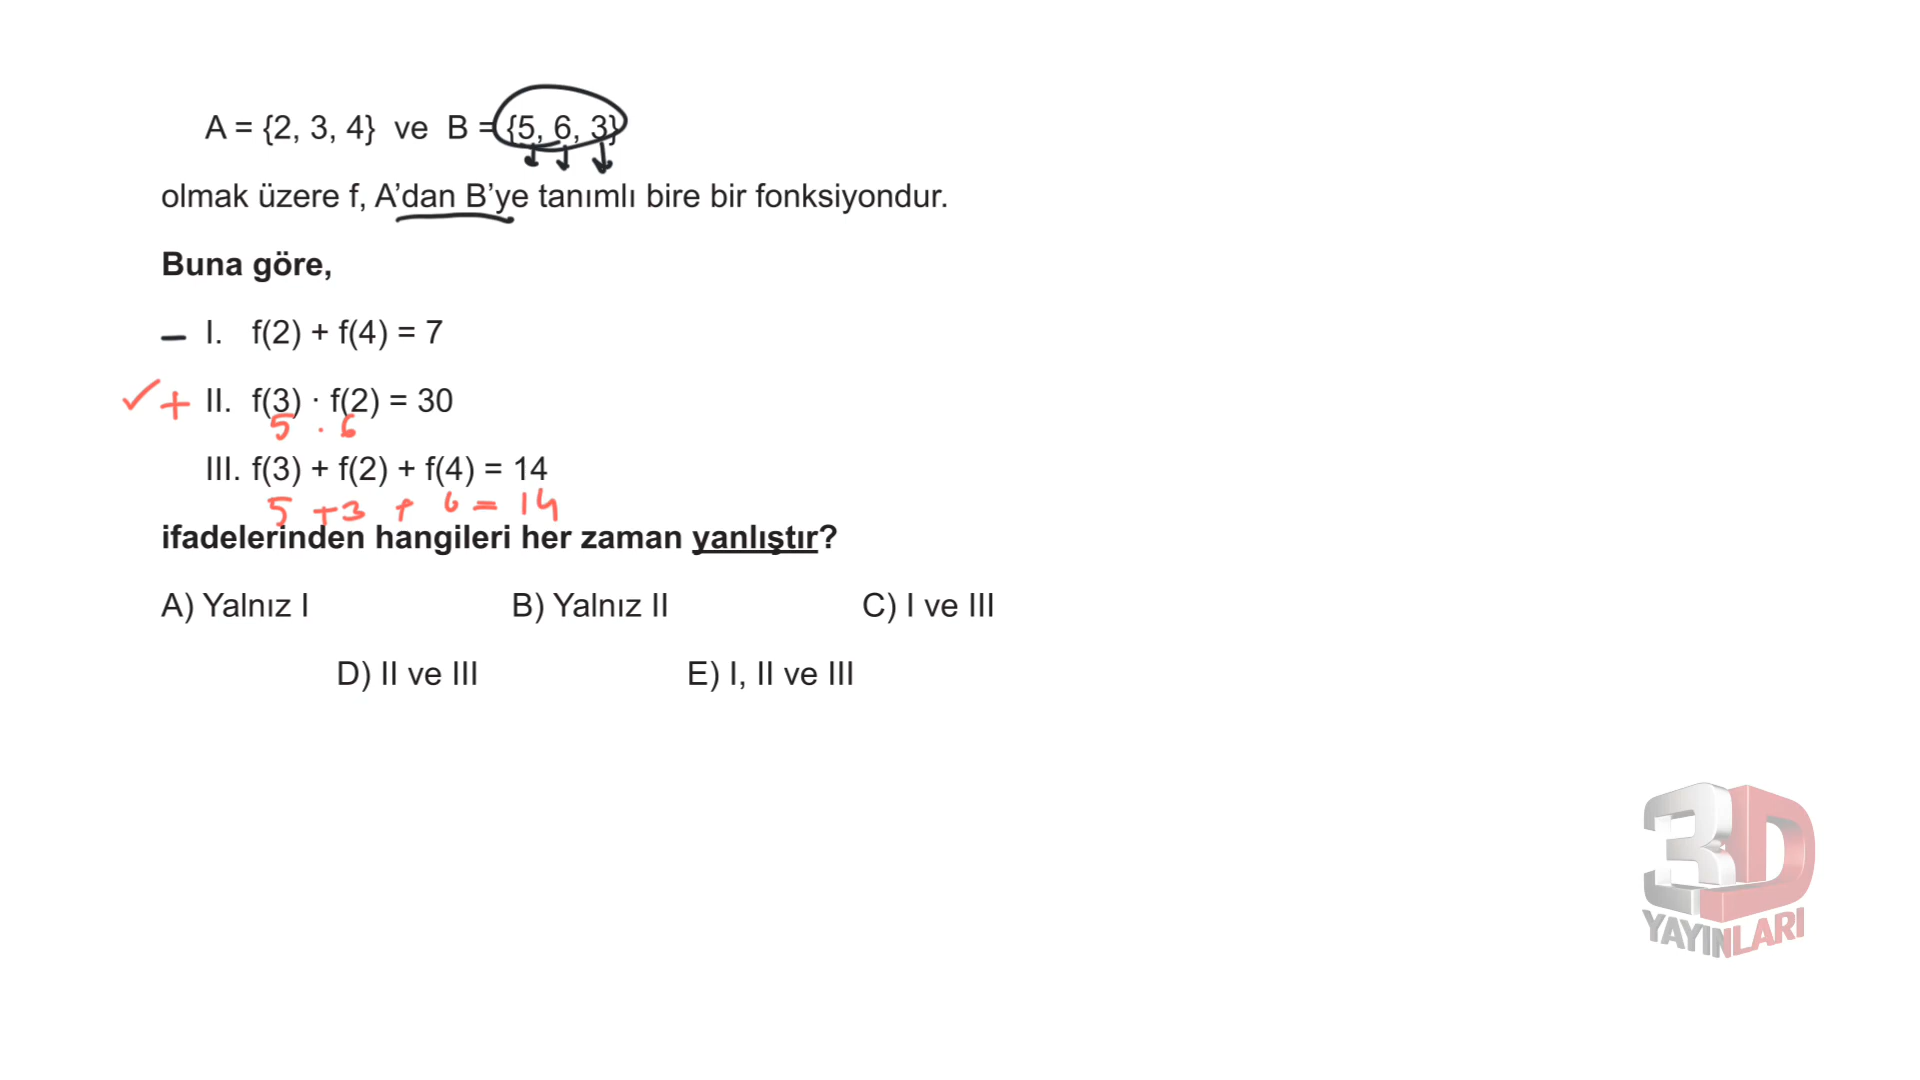 A = {2, 3, 4} ve B = {5, 6, 3}
olmak üzere f, A’dan B’ye tanımlı bire bir fonksiyondur.
Buna göre,
– I. f(2) + f(4) = 7
✓ + II. f(3) · f(2) = 30
5 . 6
III. f(3) + f(2) + f(4) = 14
5 + 3 + 6 = 14
ifadelerinden hangileri her zaman yanlıştır?
A) Yalnız I B) Yalnız II C) I ve III
D) II ve III E) I, II ve III
3D
YAYINLARI